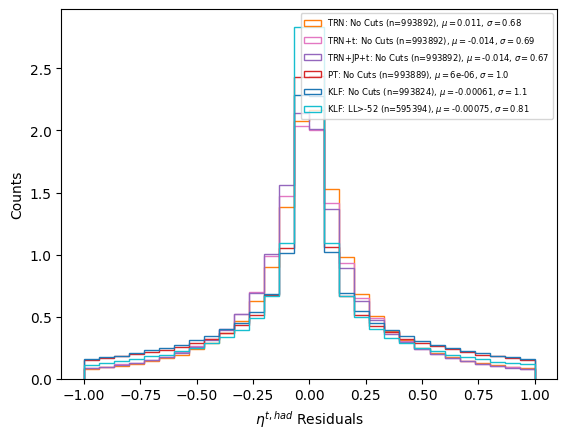 TRN: No Cuts (n=993892), μ = 0.011, σ = 0.68
TRN+t: No Cuts (n=993892), μ = -0.014, σ = 0.69
TRN+JP+t: No Cuts (n=993892), μ = -0.014, σ = 0.67
PT: No Cuts (n=993889), μ = 6e-06, σ = 1.0
KLF: No Cuts (n=993824), μ = -0.00061, σ = 1.1
KLF: LL>-52 (n=595394), μ = -0.00075, σ = 0.81
2.5
2.0
1.5
1.0
0.5
0.0
Counts
−1.00 −0.75 −0.50 −0.25 0.00 0.25 0.50 0.75 1.00
η^{t, had} Residuals